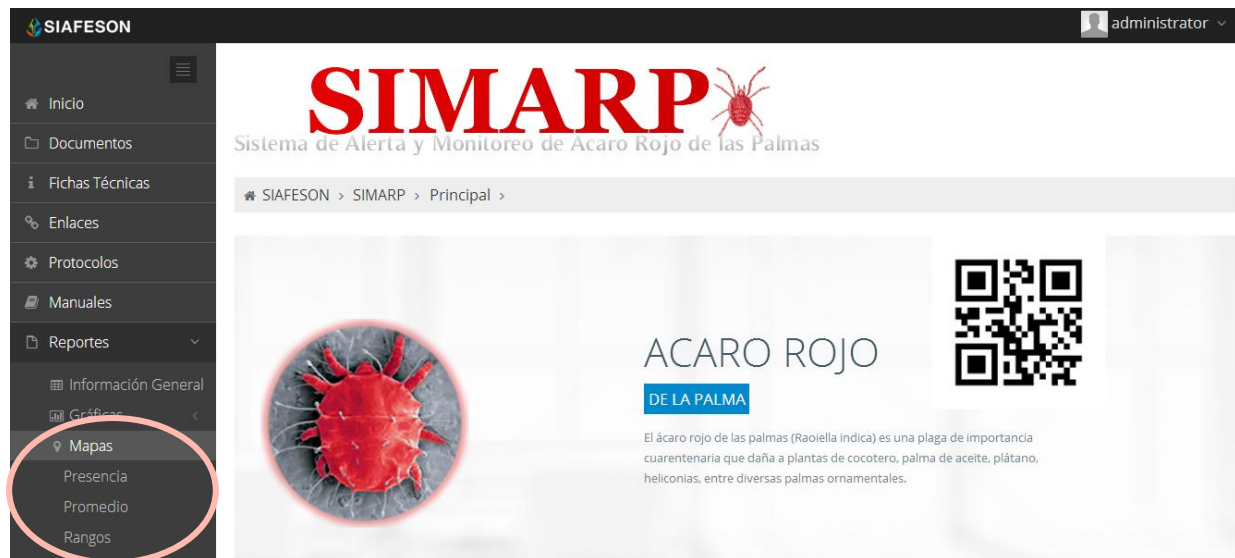 SIAFESON
administrator
Inicio
Documentos
Fichas Técnicas
Enlaces
Protocolos
Manuales
Reportes
Información General
Gráficas
Mapas
Presencia
Promedio
Rangos
SIMARP
Sistema de Alerta y Monitoreo de Acaro Rojo de las Palmas
SIAFESON > SIMARP > Principal >
ACARO ROJO
DE LA PALMA
El ácaro rojo de las palmas (Raoiella indica) es una plaga de importancia
cuarentenaria que daña a plantas de cocotero, palma de aceite, plátano,
heliconias, entre diversas palmas ornamentales.